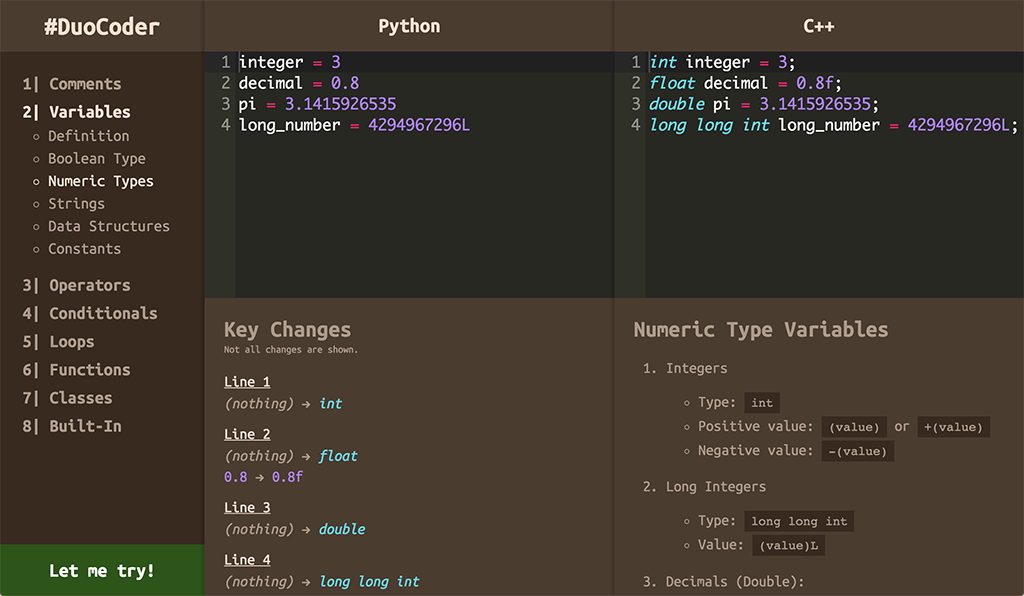 #DuoCoder
1| Comments
2| Variables
◦ Definition
◦ Boolean Type
◦ Numeric Types
◦ Strings
◦ Data Structures
◦ Constants
3| Operators
4| Conditionals
5| Loops
6| Functions
7| Classes
8| Built-In
Let me try!
Python
1 integer = 3
2 decimal = 0.8
3 pi = 3.1415926535
4 long_number = 4294967296L
C++
1 int integer = 3;
2 float decimal = 0.8f;
3 double pi = 3.1415926535;
4 long long int long_number = 4294967296L;
Key Changes
Not all changes are shown.
Line 1
(nothing) → int
Line 2
(nothing) → float
0.8 → 0.8f
Line 3
(nothing) → double
Line 4
(nothing) → long long int
Numeric Type Variables
1. Integers
◦ Type: int
◦ Positive value: (value) or +(value)
◦ Negative value: -(value)
2. Long Integers
◦ Type: long long int
◦ Value: (value)L
3. Decimals (Double):